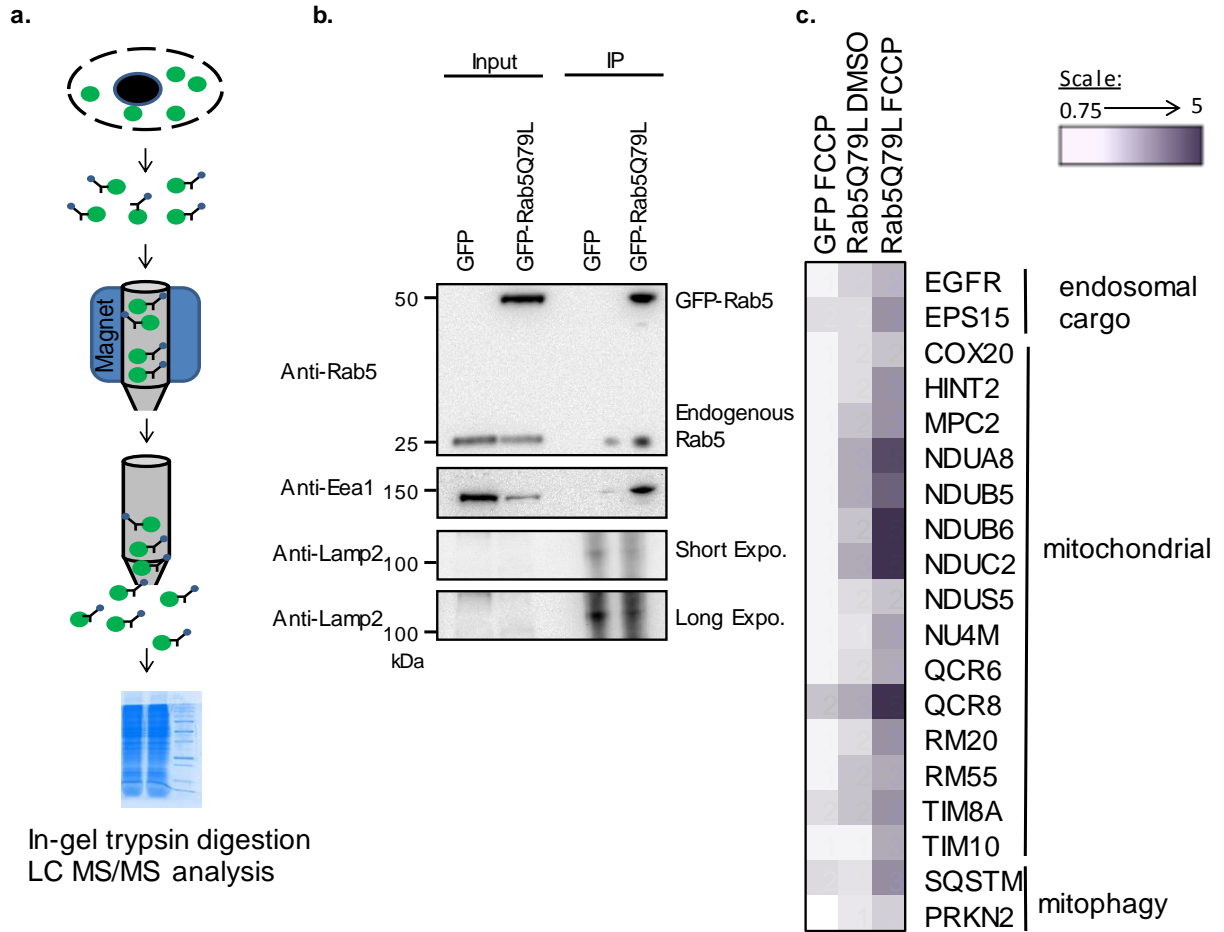 a.
Magnet
In-gel trypsin digestion
LC MS/MS analysis
b.
Input
IP
GFP
GFP-Rab5Q79L
GFP
GFP-Rab5Q79L
50
GFP-Rab5
Anti-Rab5
Endogenous
Rab5
25
Anti-Eea1
150
Anti-Lamp2
100
Short Expo.
Anti-Lamp2
100
Long Expo.
kDa
c.
GFP FCCP
Rab5Q79L DMSO
Rab5Q79L FCCP
Scale:
0.75
5
EGFR
EPS15
COX20
HINT2
MPC2
NDUA8
NDUB5
NDUB6
NDUC2
NDUS5
NU4M
QCR6
QCR8
RM20
RM55
TIM8A
TIM10
SQSTM
PRKN2
endosomal
cargo
mitochondrial
mitophagy